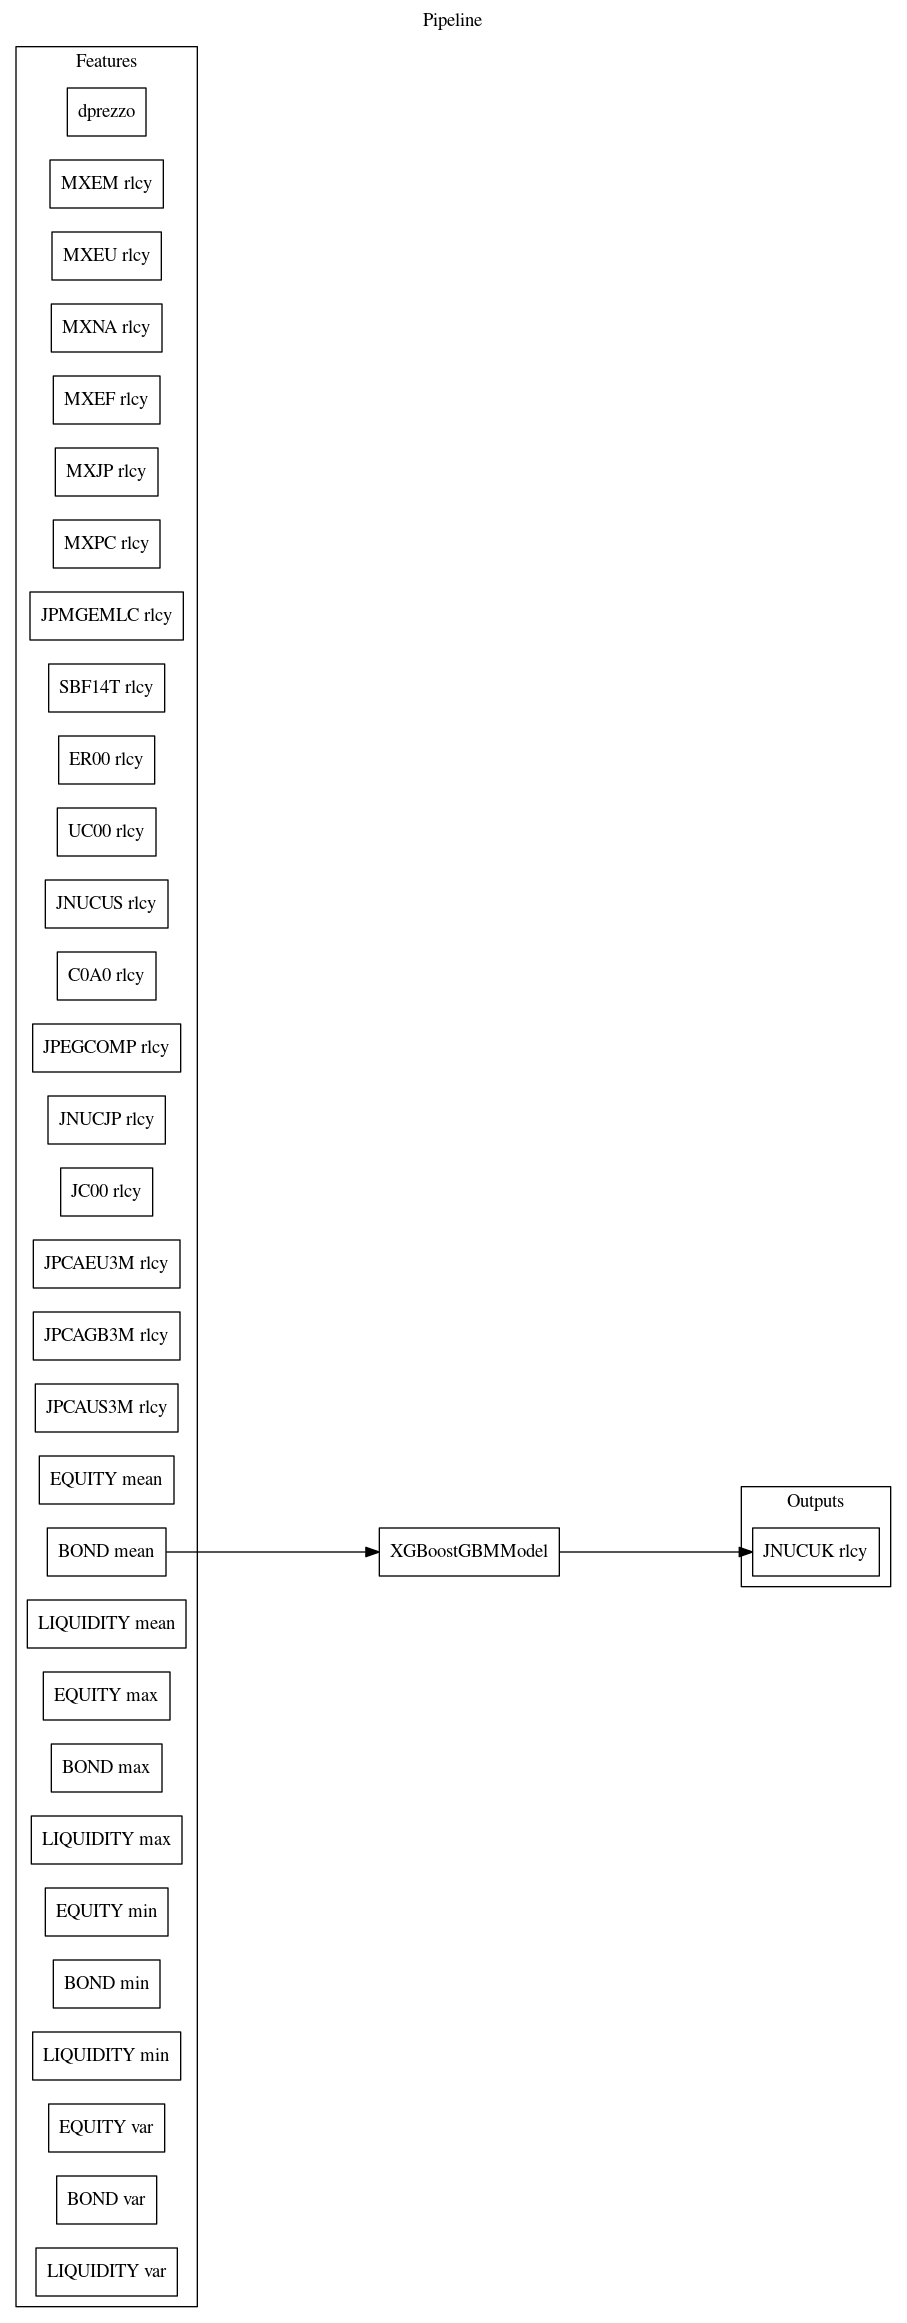 Pipeline
Features
dprezzo
MXEM rlcy
MXEU rlcy
MXNA rlcy
MXEF rlcy
MXJP rlcy
MXPC rlcy
JPMGEMLC rlcy
SBF14T rlcy
ER00 rlcy
UC00 rlcy
JNUCUS rlcy
C0A0 rlcy
JPEGCOMP rlcy
JNUCJP rlcy
JC00 rlcy
JPCAEU3M rlcy
JPCAGB3M rlcy
JPCAUS3M rlcy
EQUITY mean
BOND mean
LIQUIDITY mean
EQUITY max
BOND max
LIQUIDITY max
EQUITY min
BOND min
LIQUIDITY min
EQUITY var
BOND var
LIQUIDITY var
XGBoostGBMModel
Outputs
JNUCUK rlcy